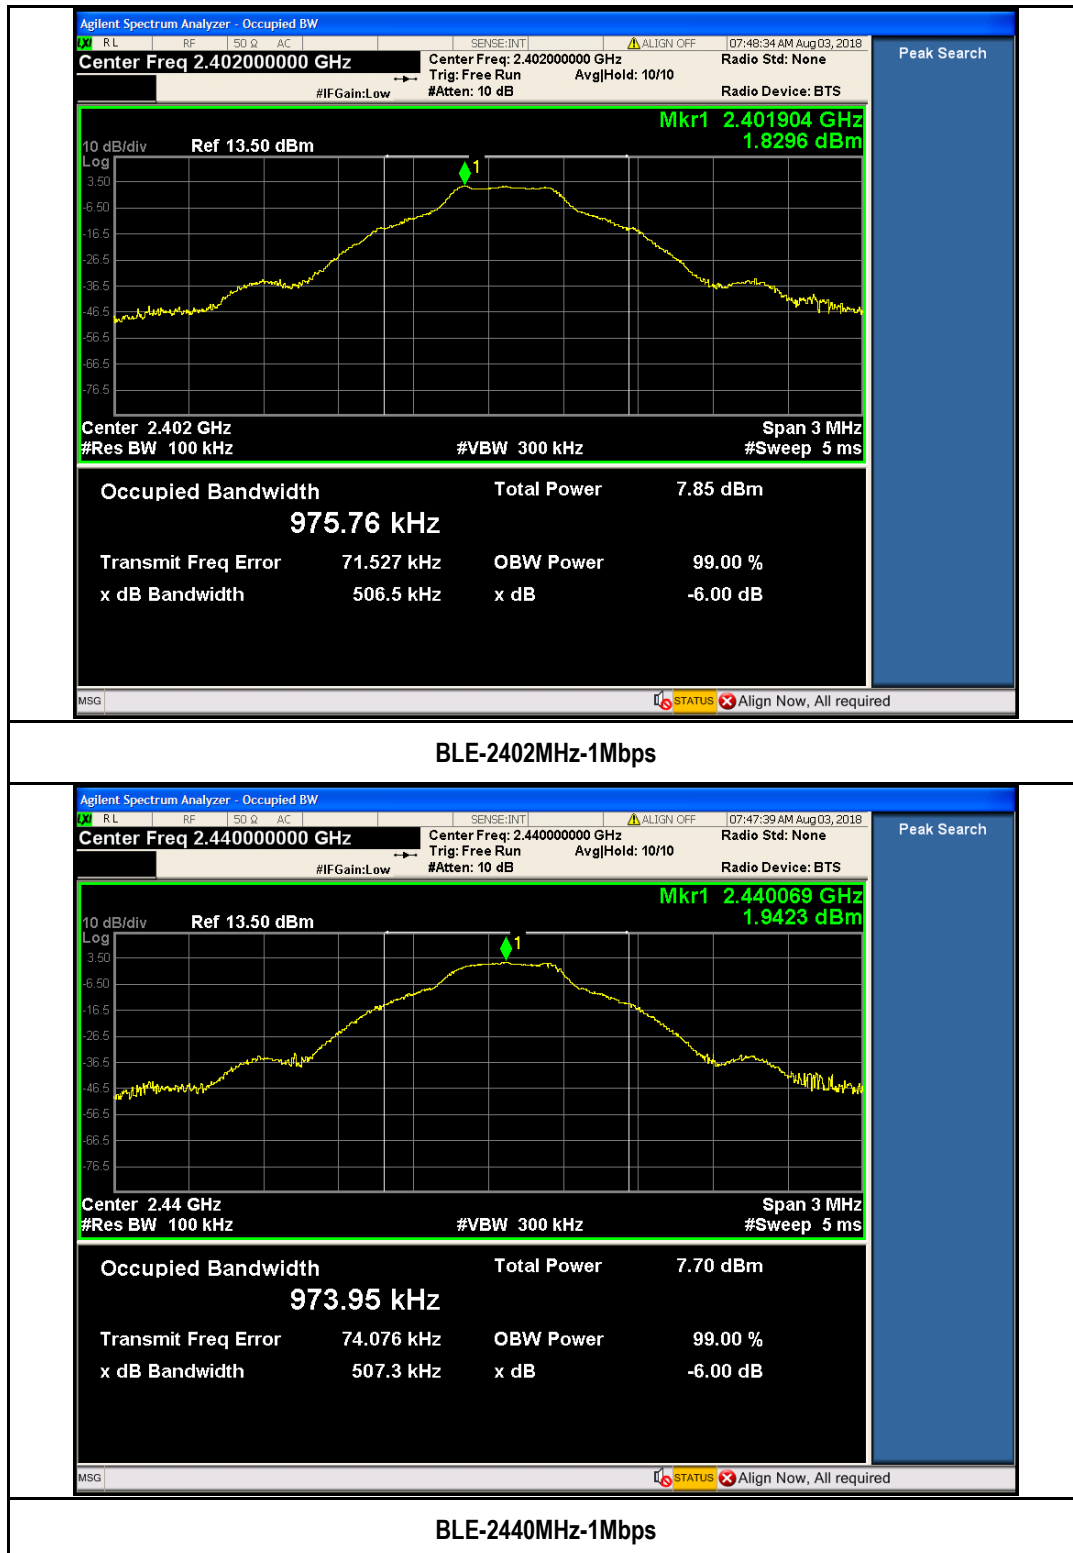 Agilent Spectrum Analyzer - Occupied BW
LXI RL RF 50 Ω AC SENSE:INT ALIGN OFF 07:48:34 AM Aug 03, 2018
Center Freq 2.402000000 GHz
Center Freq: 2.402000000 GHz
Radio Std: None
Trig: Free Run Avg|Hold: 10/10
#IFGain:Low #Atten: 10 dB Radio Device: BTS
Peak Search
Mkr1 2.401904 GHz
1.8296 dBm
10 dB/div Ref 13.50 dBm
Log
1
3.50
-6.50
-16.5
-26.5
-36.5
-46.5
-56.5
-66.5
-76.5
Center 2.402 GHz Span 3 MHz
#Res BW 100 kHz #VBW 300 kHz #Sweep 5 ms
Occupied Bandwidth Total Power 7.85 dBm
975.76 kHz
Transmit Freq Error 71.527 kHz OBW Power 99.00 %
x dB Bandwidth 506.5 kHz x dB -6.00 dB
MSG STATUS Align Now, All required
BLE-2402MHz-1Mbps
Agilent Spectrum Analyzer - Occupied BW
LXI RL RF 50 Ω AC SENSE:INT ALIGN OFF 07:47:39 AM Aug 03, 2018
Center Freq 2.440000000 GHz
Center Freq: 2.440000000 GHz
Radio Std: None
Trig: Free Run Avg|Hold: 10/10
#IFGain:Low #Atten: 10 dB Radio Device: BTS
Peak Search
Mkr1 2.440069 GHz
1.9423 dBm
10 dB/div Ref 13.50 dBm
Log
1
3.50
-6.50
-16.5
-26.5
-36.5
-46.5
-56.5
-66.5
-76.5
Center 2.44 GHz Span 3 MHz
#Res BW 100 kHz #VBW 300 kHz #Sweep 5 ms
Occupied Bandwidth Total Power 7.70 dBm
973.95 kHz
Transmit Freq Error 74.076 kHz OBW Power 99.00 %
x dB Bandwidth 507.3 kHz x dB -6.00 dB
MSG STATUS Align Now, All required
BLE-2440MHz-1Mbps